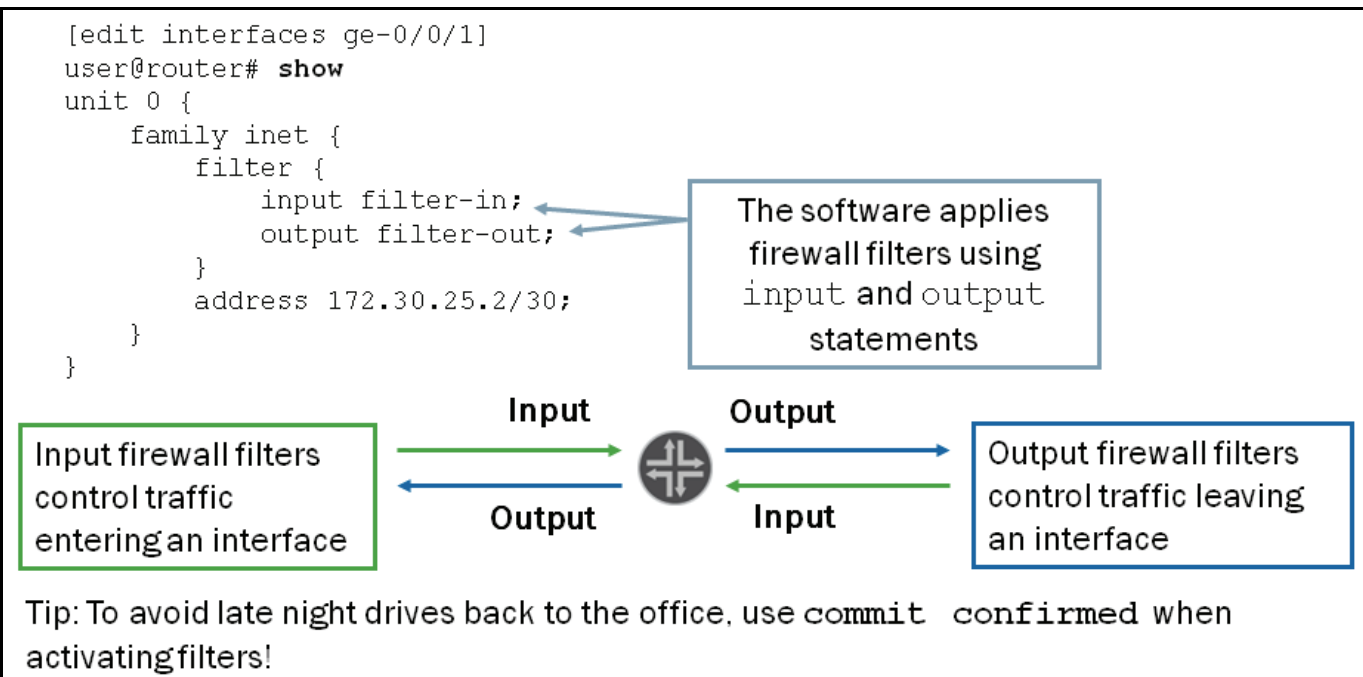 [edit interfaces ge-0/0/1]
user@router# show
unit 0 {
    family inet {
        filter {
            input filter-in;
            output filter-out;
        }
        address 172.30.25.2/30;
    }
}
The software applies
firewall filters using
input and output
statements
Input
Output
Input firewall filters
control traffic
entering an interface
Output
Input
Output firewall filters
control traffic leaving
an interface
Tip: To avoid late night drives back to the office, use commit confirmed when
activating filters!